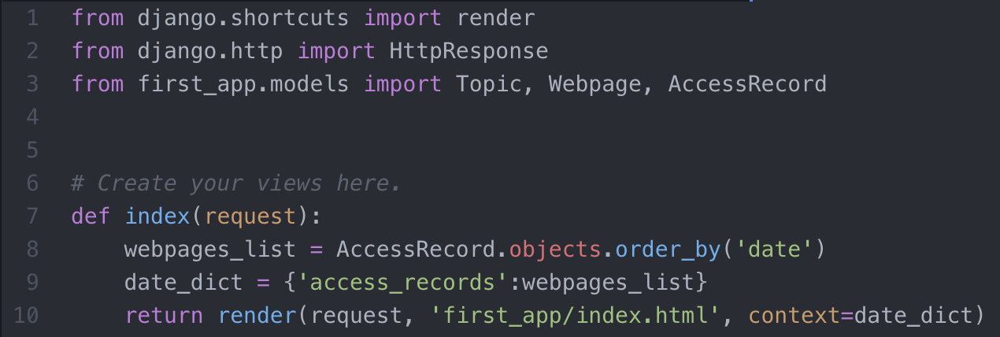 1 from django.shortcuts import render
2 from django.http import HttpResponse
3 from first_app.models import Topic, Webpage, AccessRecord
4
5
6 # Create your views here.
7 def index(request):
8     webpages_list = AccessRecord.objects.order_by('date')
9     date_dict = {'access_records':webpages_list}
10     return render(request, 'first_app/index.html', context=date_dict)